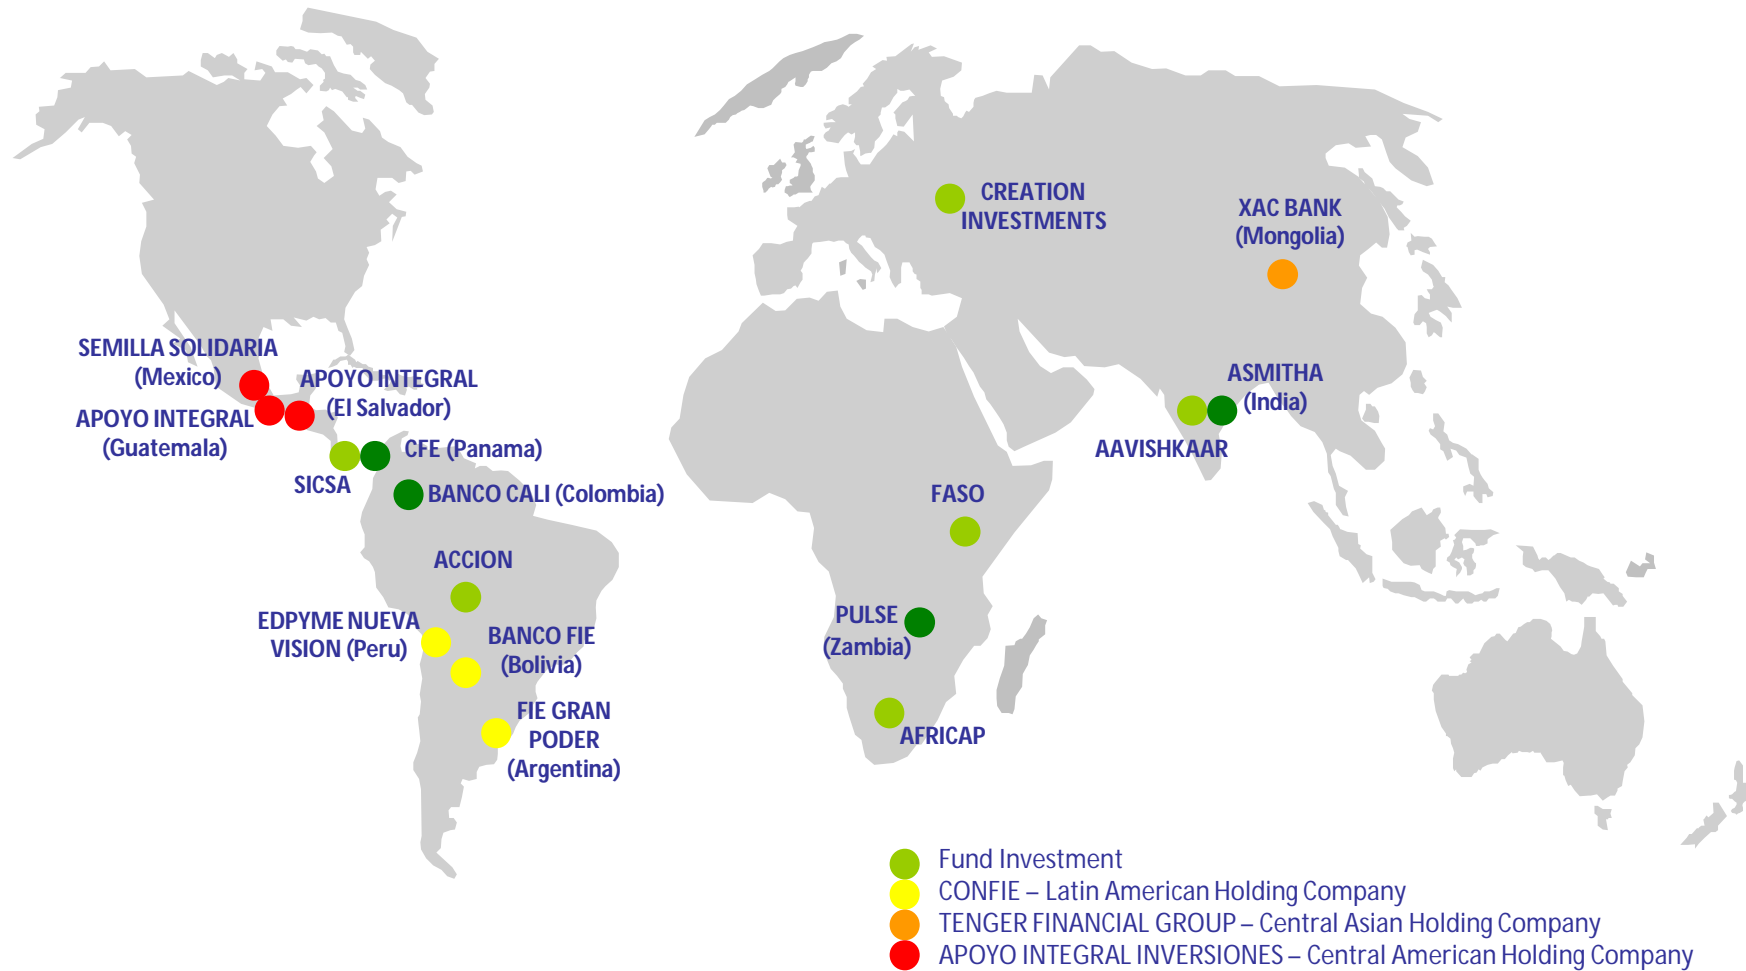 CREATION
INVESTMENTS
XAC BANK
(Mongolia)
SEMILLA SOLIDARIA
(Mexico)
APOYO INTEGRAL
(El Salvador)
APOYO INTEGRAL
(Guatemala)
CFE (Panama)
SICSA
BANCO CALI (Colombia)
ASMITHA
(India)
AAVISHKAAR
FASO
ACCION
EDPYME NUEVA
VISION (Peru)
BANCO FIE
(Bolivia)
PULSE
(Zambia)
FIE GRAN
PODER
(Argentina)
AFRICAP
Fund Investment
CONFIE – Latin American Holding Company
TENGER FINANCIAL GROUP – Central Asian Holding Company
APOYO INTEGRAL INVERSIONES – Central American Holding Company